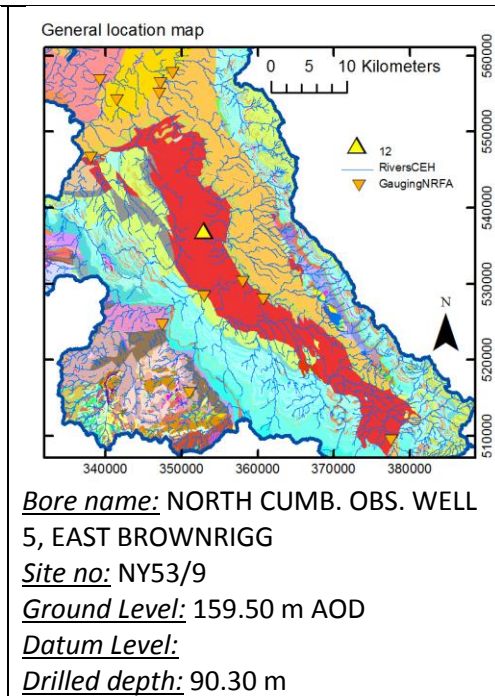 General location map
0 5 10 Kilometers
12
RiversCEH
GaugingNRFA
N
560000
550000
540000
530000
520000
510000
340000 350000 360000 370000 380000
Bore name: NORTH CUMB. OBS. WELL
5, EAST BROWNRIGG
Site no: NY53/9
Ground Level: 159.50 m AOD
Datum Level:
Drilled depth: 90.30 m